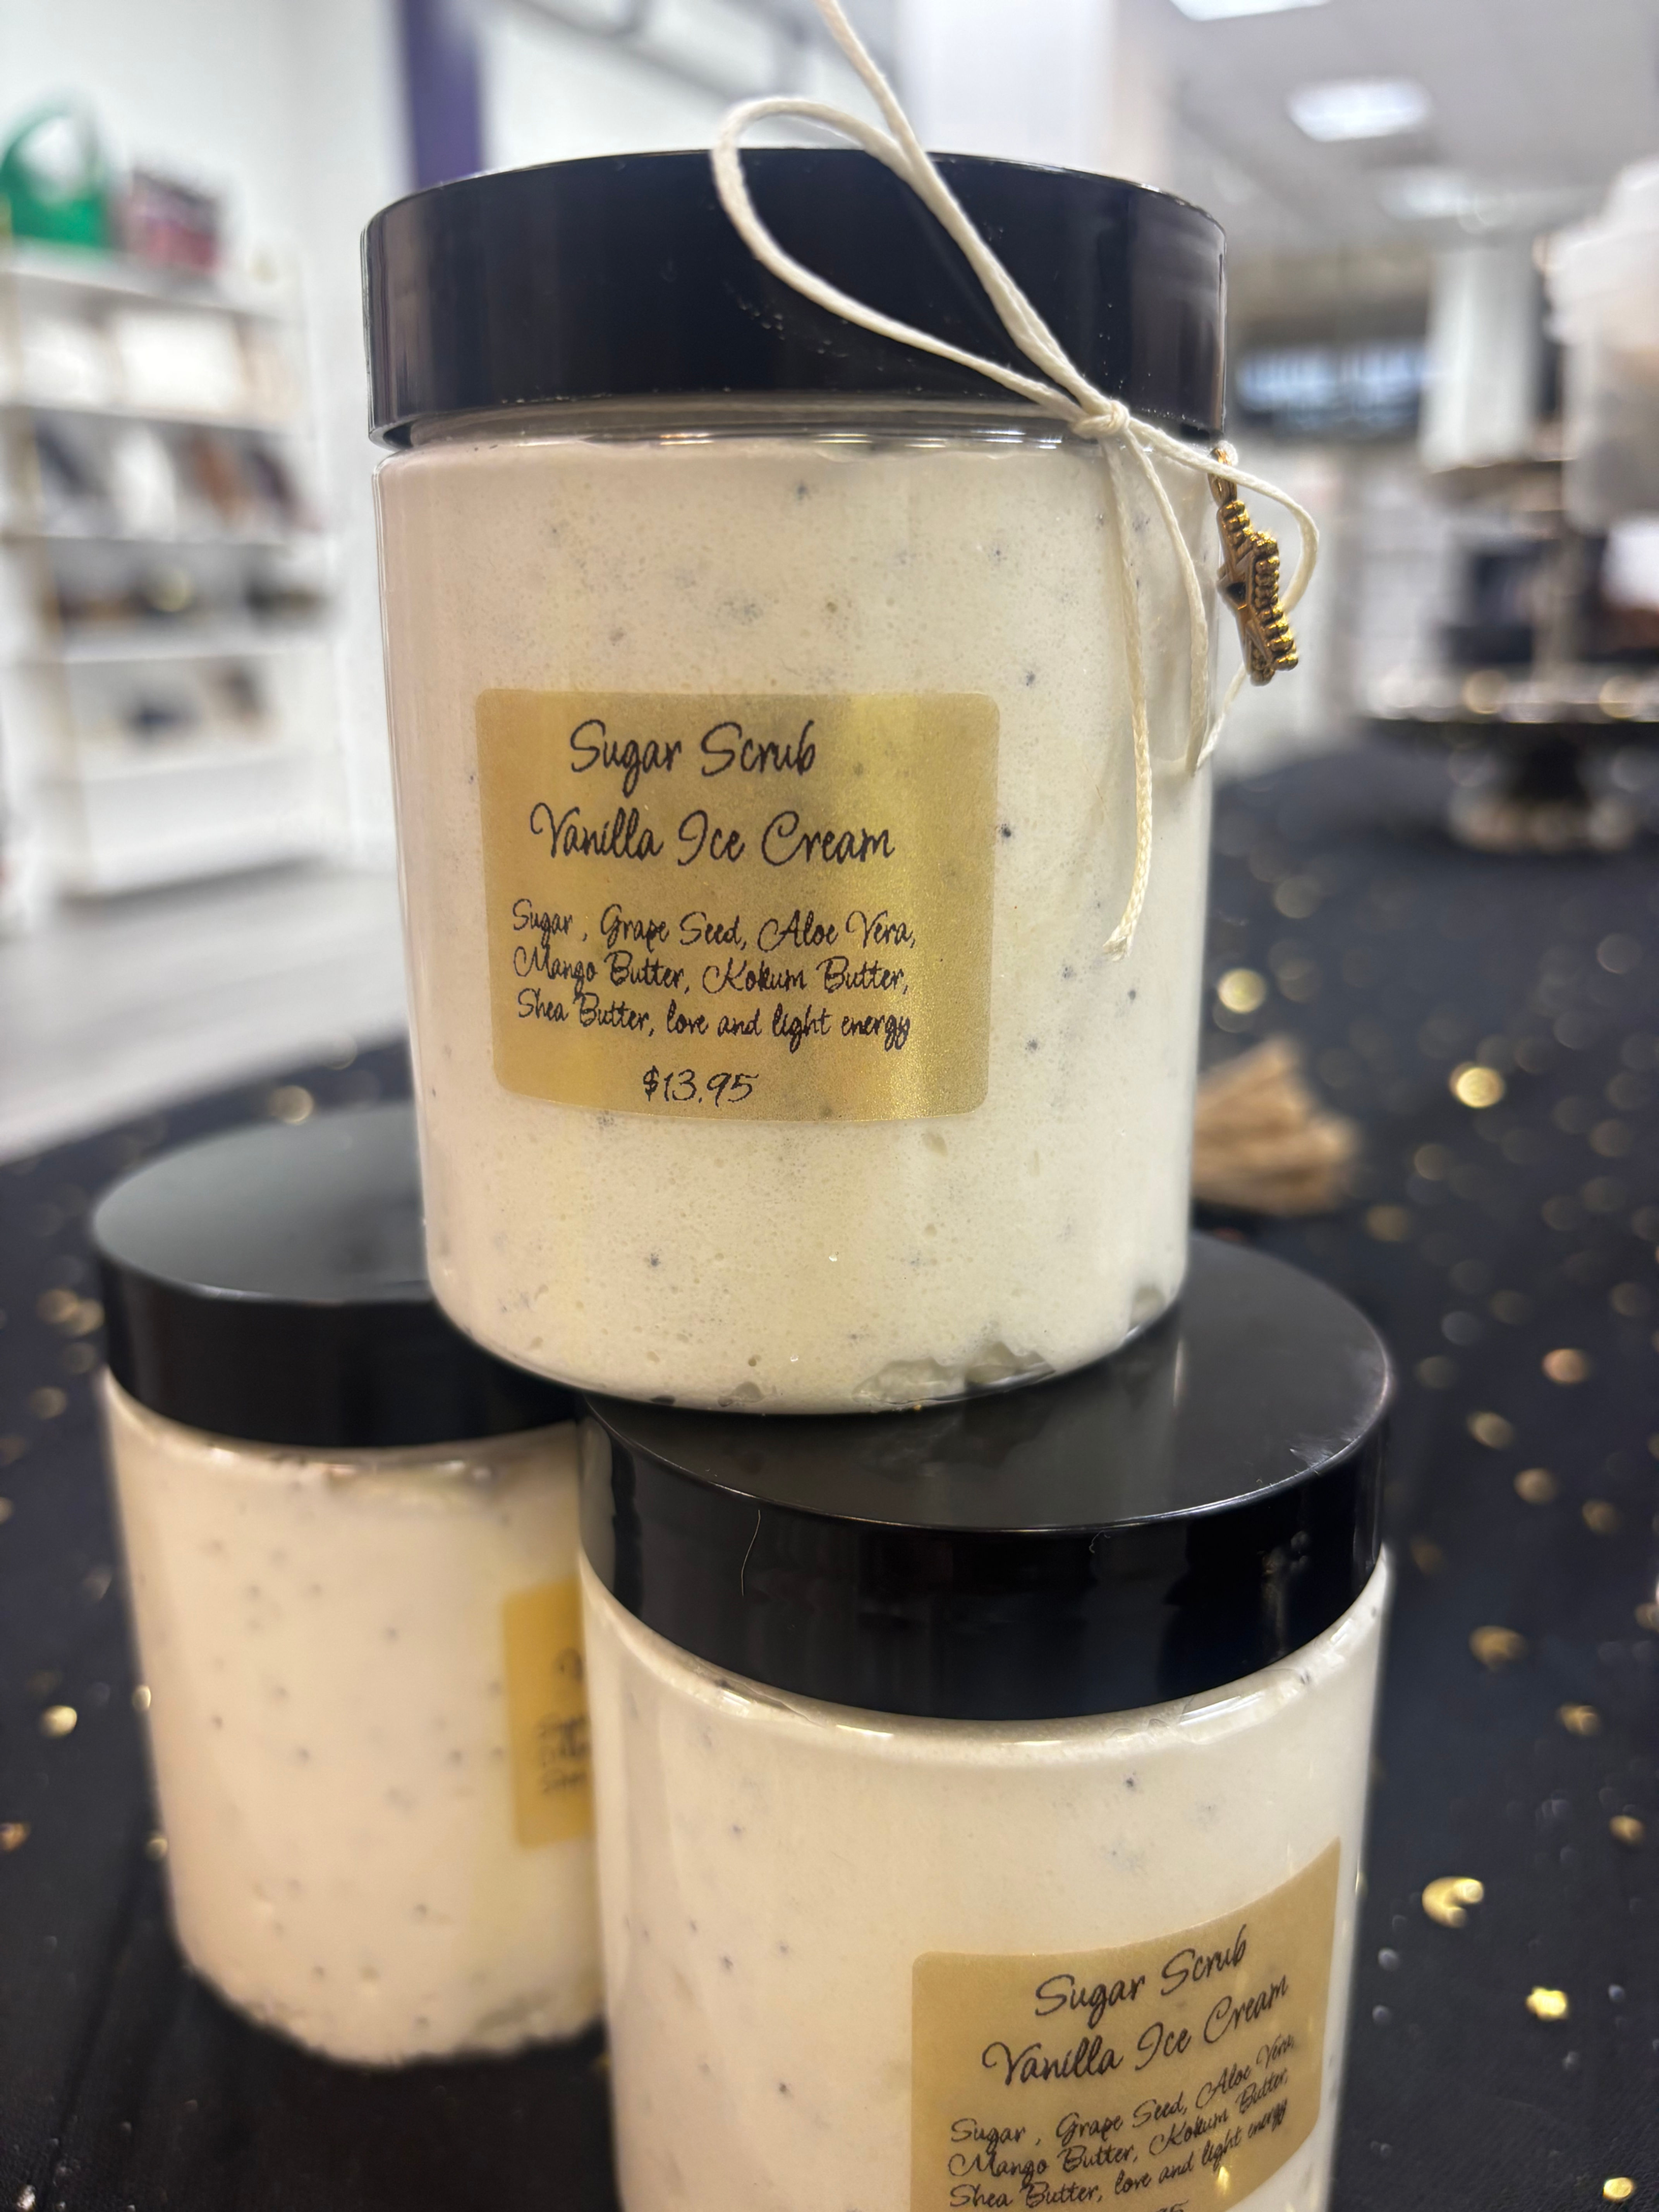 Sugar Scrub
Vanilla Ice Cream
Sugar , Grape Seed, Aloe Vera,
Mango Butter, Kokum Butter,
Shea Butter, love and light energy
$13.95
Sugar Scrub
Vanilla Ice Cream
Sugar , Grape Seed, Aloe Vera,
Mango Butter, Kokum Butter,
Shea Butter, love and light energy